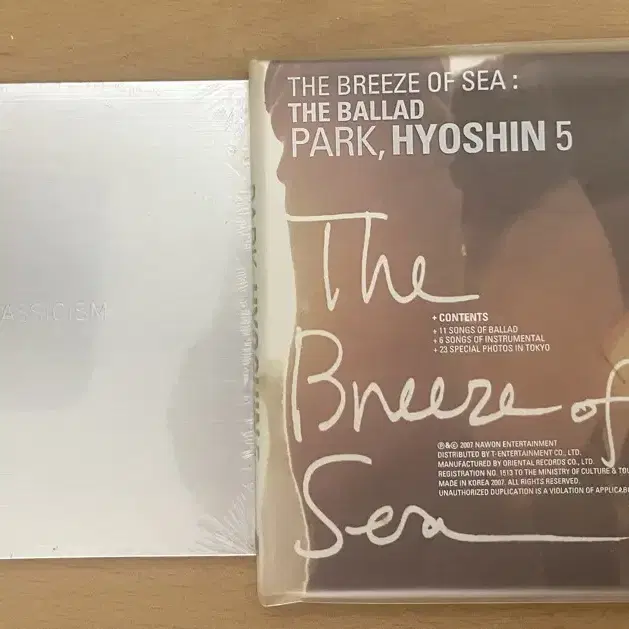 ASSICISM
THE BREEZE OF SEA :
THE BALLAD
PARK, HYOSHIN 5
The
Breeze of
Sea
+ CONTENTS
+ 11 SONGS OF BALLAD
+ 6 SONGS OF INSTRUMENTAL
+ 23 SPECIAL PHOTOS IN TOKYO
℗&© 2007 NAWON ENTERTAINMENT
DISTRIBUTED BY T-ENTERTAINMENT CO., LTD.
MANUFACTURED BY ORIENTAL RECORDS CO., LTD.
REGISTRATION NO. 1513 TO THE MINISTRY OF CULTURE & TOU
MADE IN KOREA 2007. ALL RIGHTS RESERVED.
UNAUTHORIZED DUPLICATION IS A VIOLATION OF APPLICAB